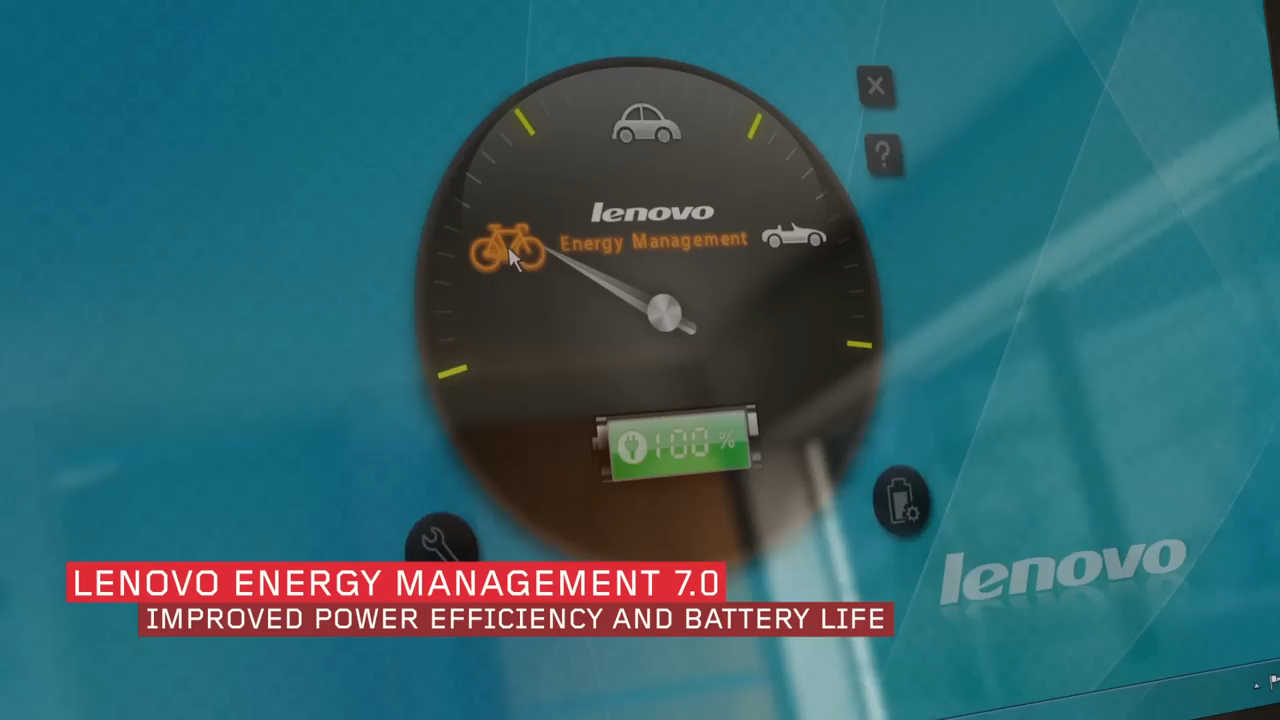 lenovo
Energy Management
100 %
lenovo
LENOVO ENERGY MANAGEMENT 7.0
IMPROVED POWER EFFICIENCY AND BATTERY LIFE